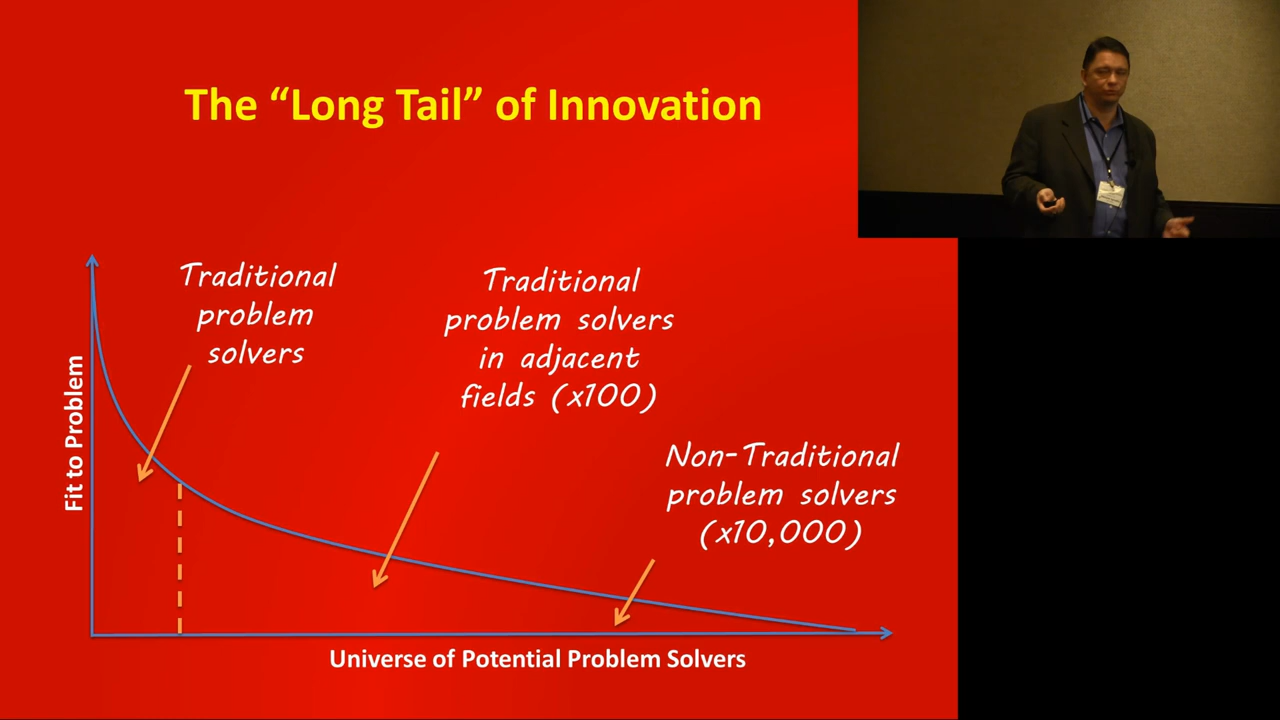 The “Long Tail” of Innovation
Traditional
problem
solvers
Traditional
problem solvers
in adjacent
fields (x100)
Non-Traditional
problem solvers
(x10,000)
Fit to Problem
Universe of Potential Problem Solvers